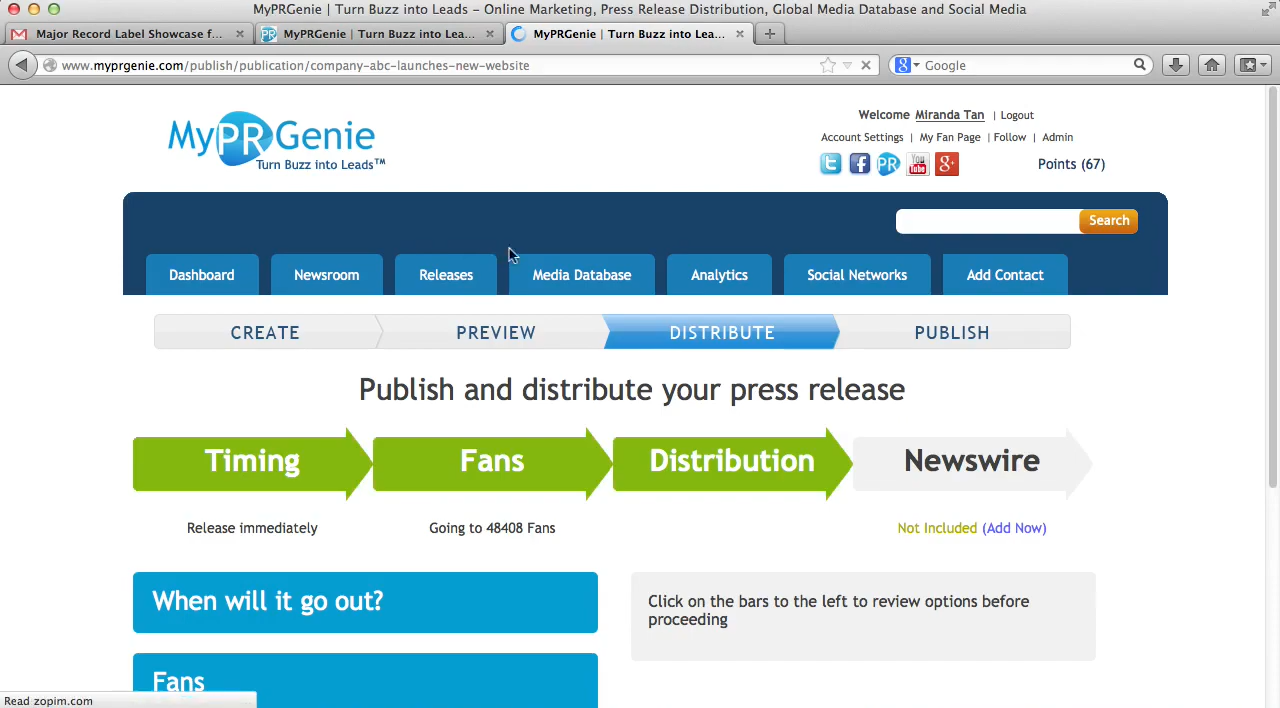 MyPRGenie | Turn Buzz into Leads – Online Marketing, Press Release Distribution, Global Media Database and Social Media
Major Record Label Showcase f... × MyPRGenie | Turn Buzz into Lea... × MyPRGenie | Turn Buzz into Lea... × +
www.myprgenie.com/publish/publication/company-abc-launches-new-website Google
MyPRGenie
Turn Buzz into Leads™
Welcome Miranda Tan | Logout
Account Settings | My Fan Page | Follow | Admin
PR You Tube g+ Points (67)
Search
Dashboard Newsroom Releases Media Database Analytics Social Networks Add Contact
CREATE PREVIEW DISTRIBUTE PUBLISH
Publish and distribute your press release
Timing Fans Distribution Newswire
Release immediately Going to 48408 Fans Not Included (Add Now)
When will it go out?
Click on the bars to the left to review options before
proceeding
Fans
Read zopim.com